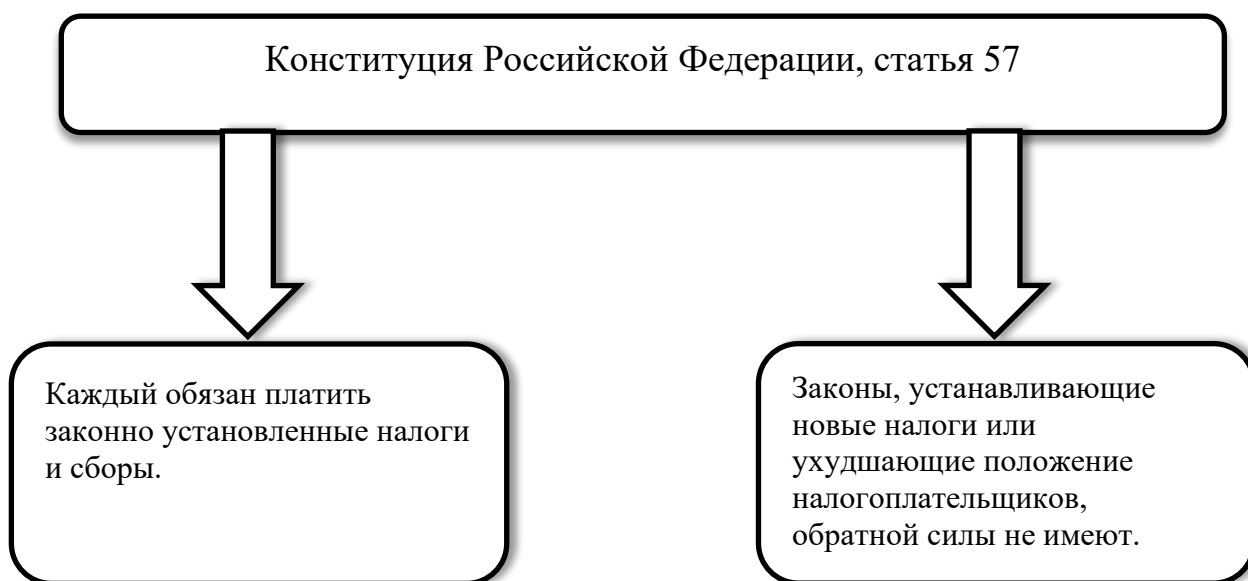 Конституция Российской Федерации, статья 57
Каждый обязан платить
законно установленные налоги
и сборы.
Законы, устанавливающие
новые налоги или
ухудшающие положение
налогоплательщиков,
обратной силы не имеют.